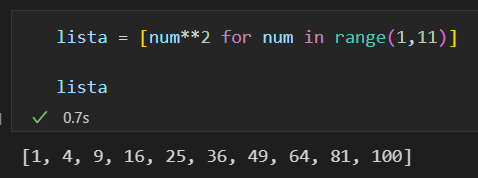 lista = [num**2 for num in range(1,11)]
lista
0.7s
[1, 4, 9, 16, 25, 36, 49, 64, 81, 100]